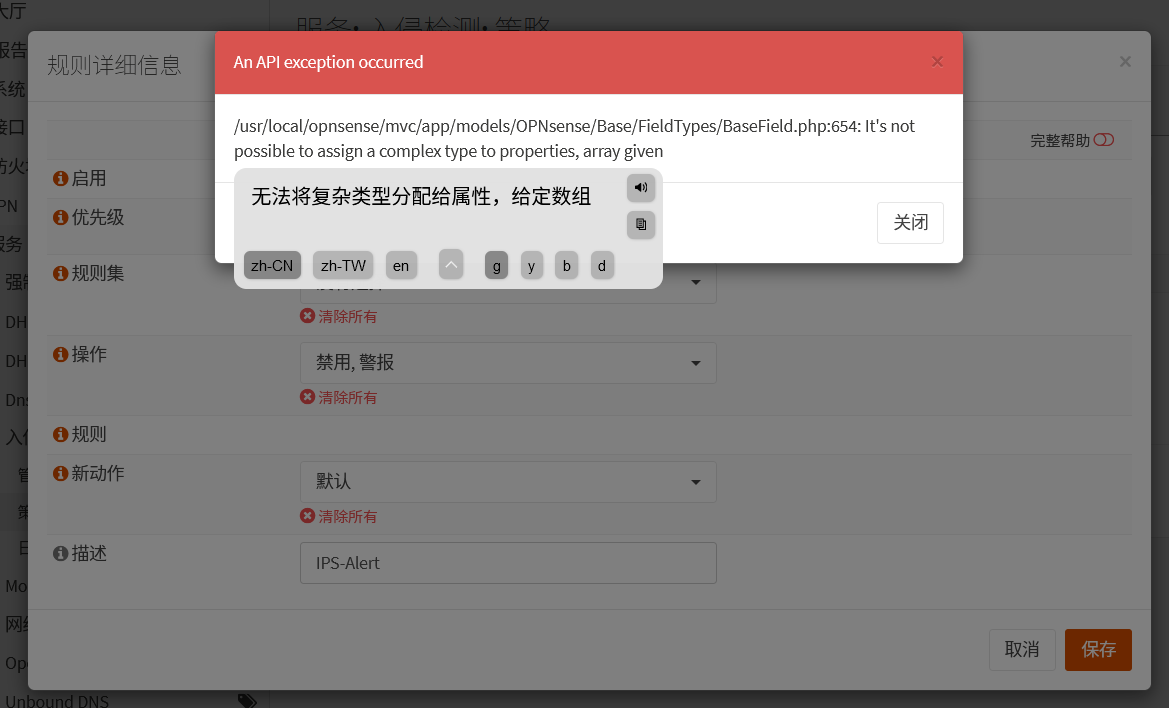 大厅
服务: 入侵检测: 策略
报告
系统
接口
防火
PN
服务
强制
DH
DH
Dns
入侵
管
策
日
Mo
网络
Ope
Unbound DNS
规则详细信息
×
An API exception occurred
×
/usr/local/opnsense/mvc/app/models/OPNsense/Base/FieldTypes/BaseField.php:654: It's not
possible to assign a complex type to properties, array given
无法将复杂类型分配给属性，给定数组
zh-CN zh-TW en g y b d
关闭
完整帮助
启用
优先级
规则集
清除所有
操作
禁用, 警报
清除所有
规则
新动作
默认
清除所有
描述
IPS-Alert
取消
保存